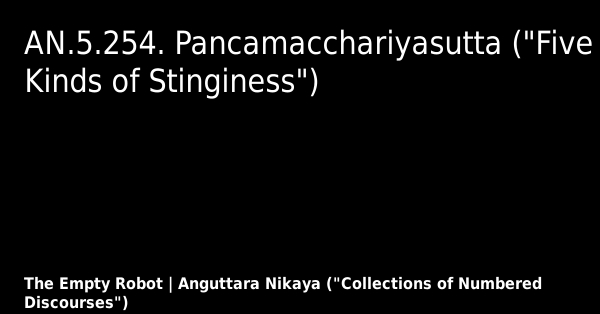 AN.5.254. Pancamacchariyasutta ("Five
Kinds of Stinginess")
The Empty Robot | Anguttara Nikaya ("Collections of Numbered
Discourses")